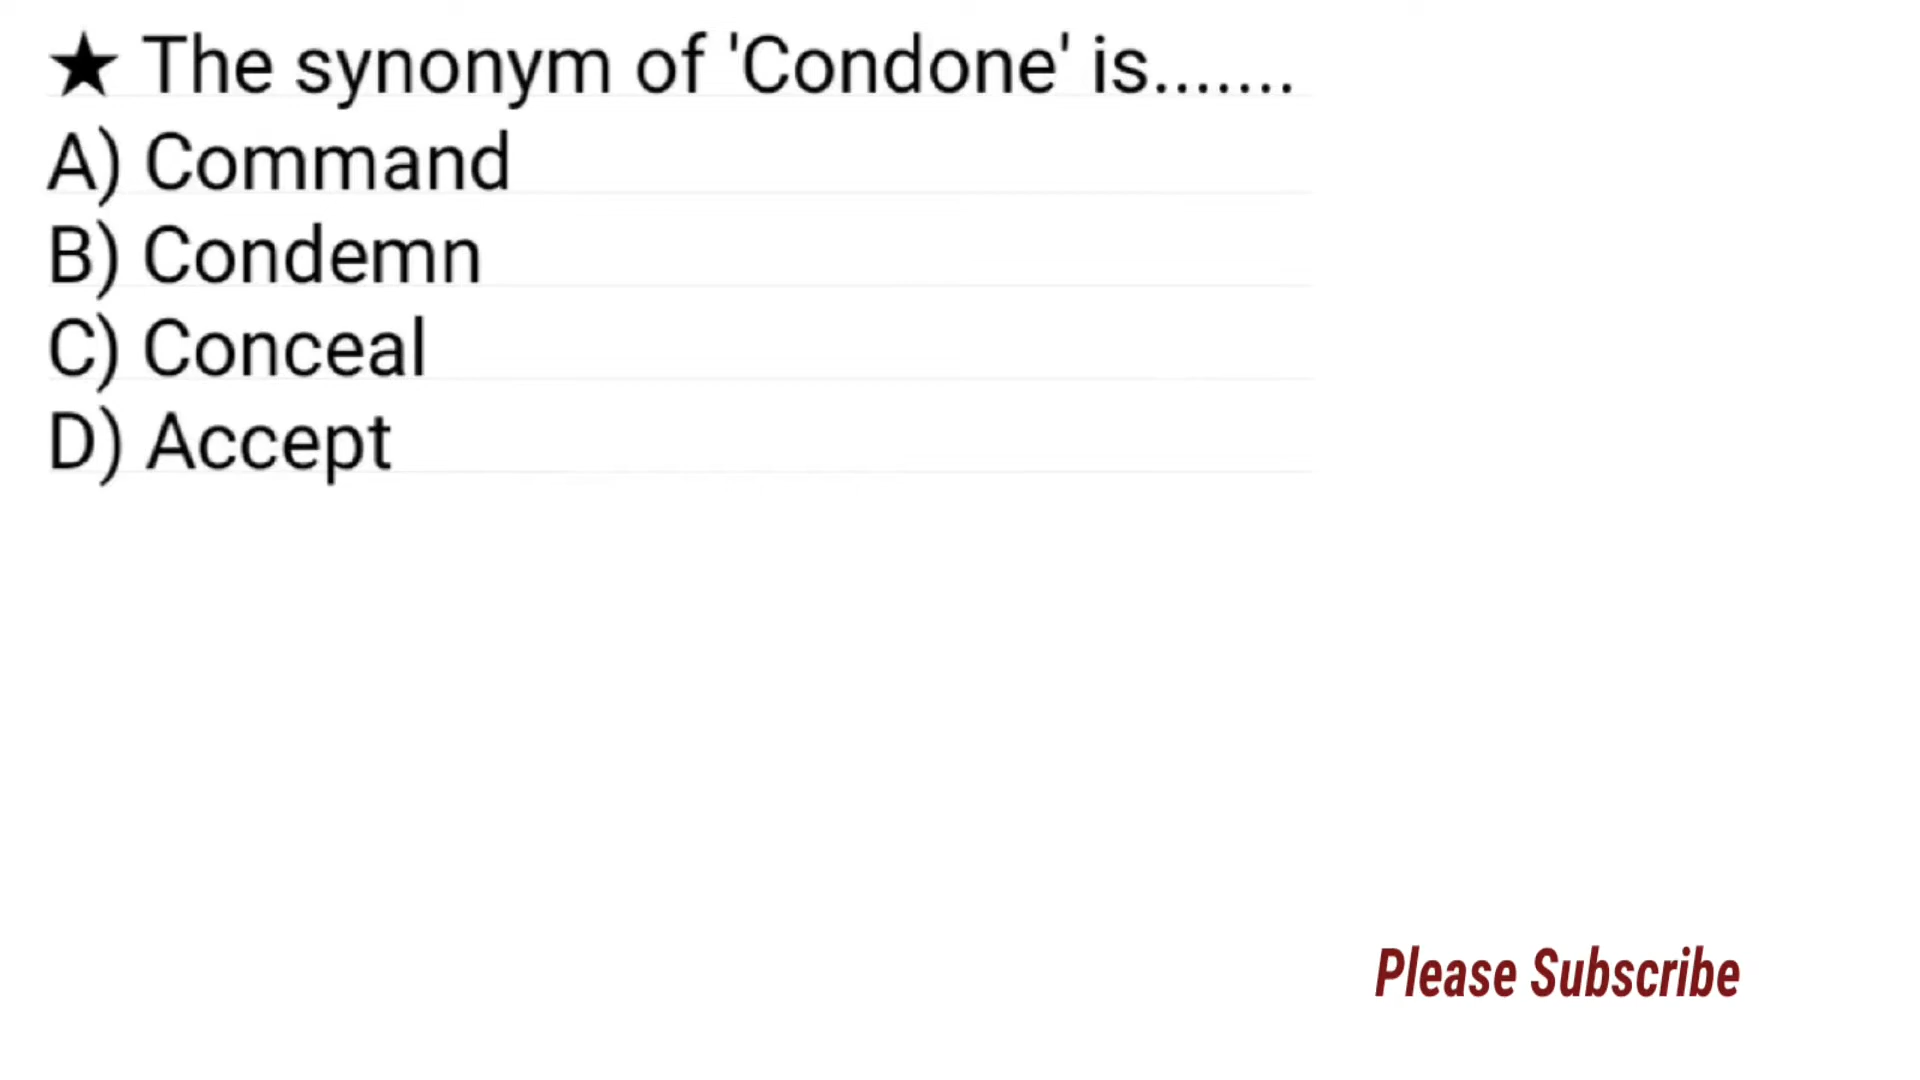 ★ The synonym of 'Condone' is.......
A) Command
B) Condemn
C) Conceal
D) Accept
Please Subscribe